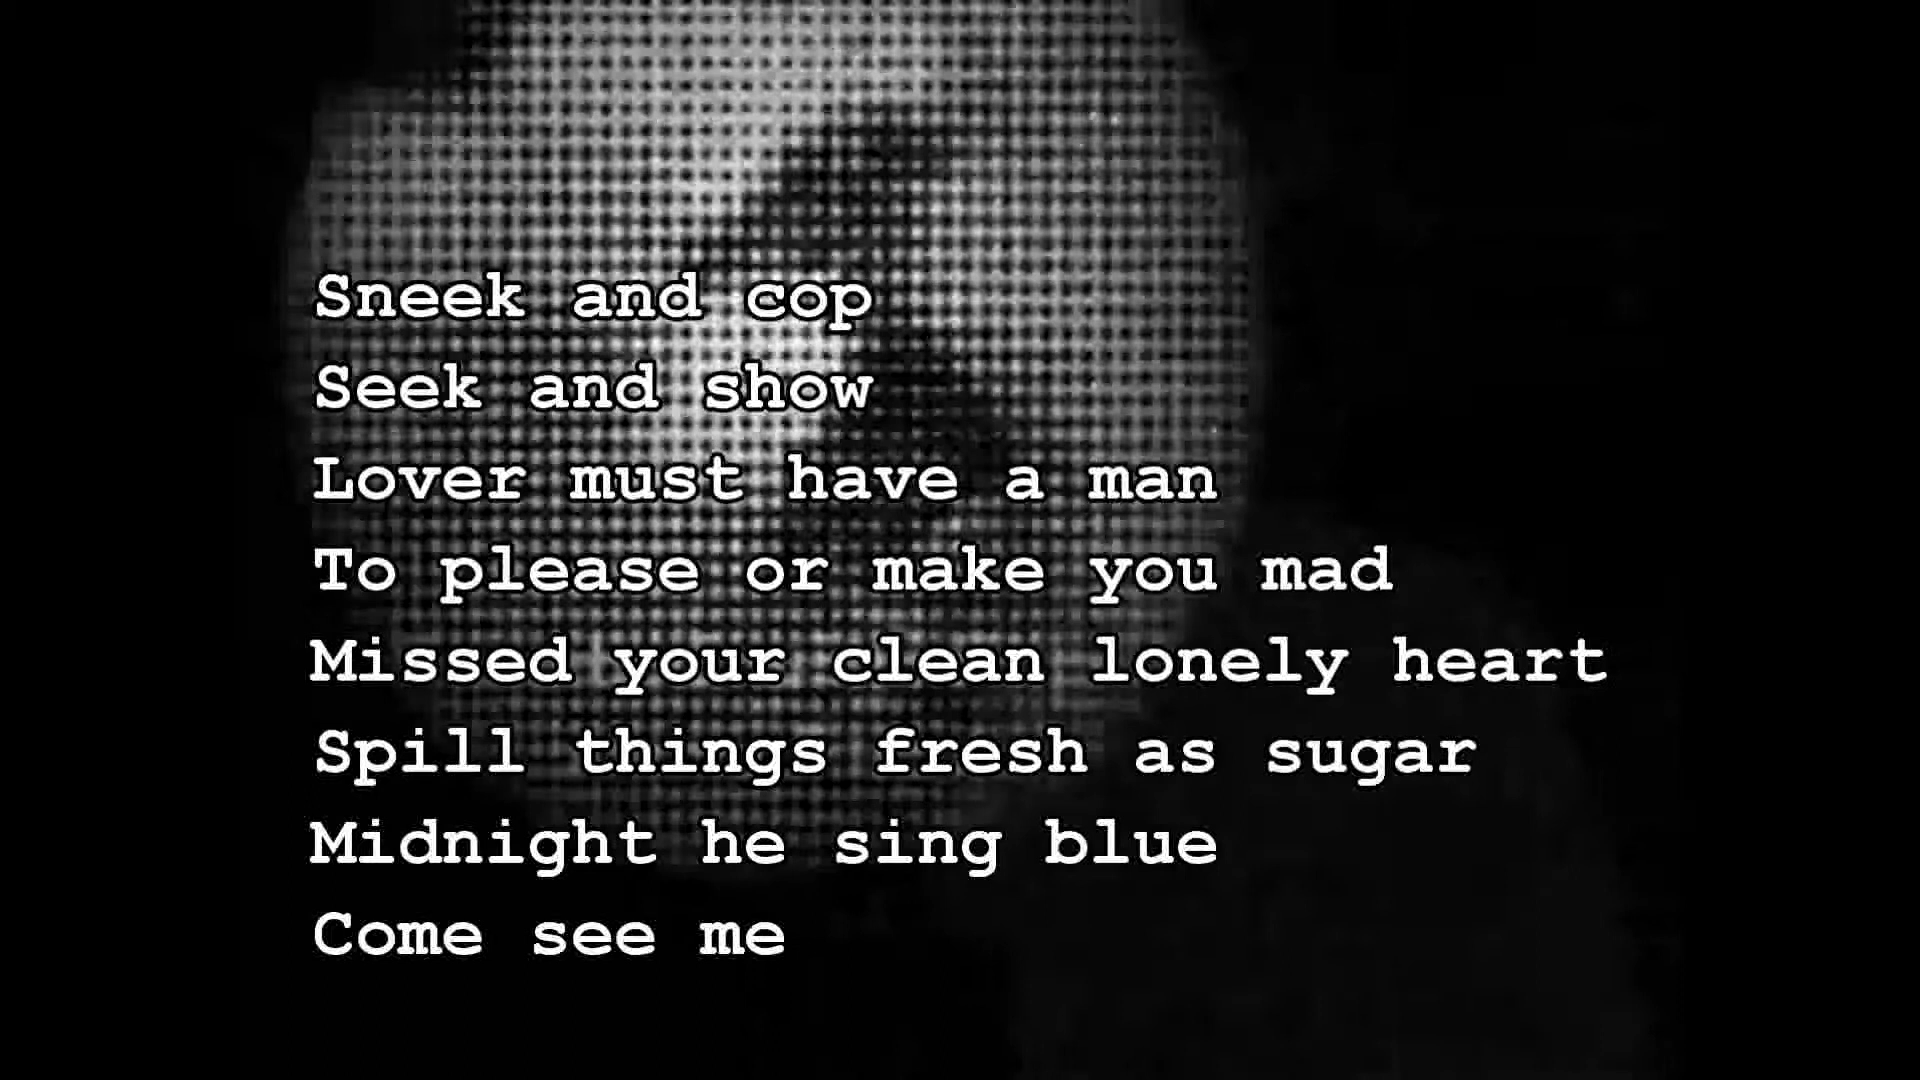 Sneek and cop
Seek and show
Lover must have a man
To please or make you mad
Missed your clean lonely heart
Spill things fresh as sugar
Midnight he sing blue
Come see me